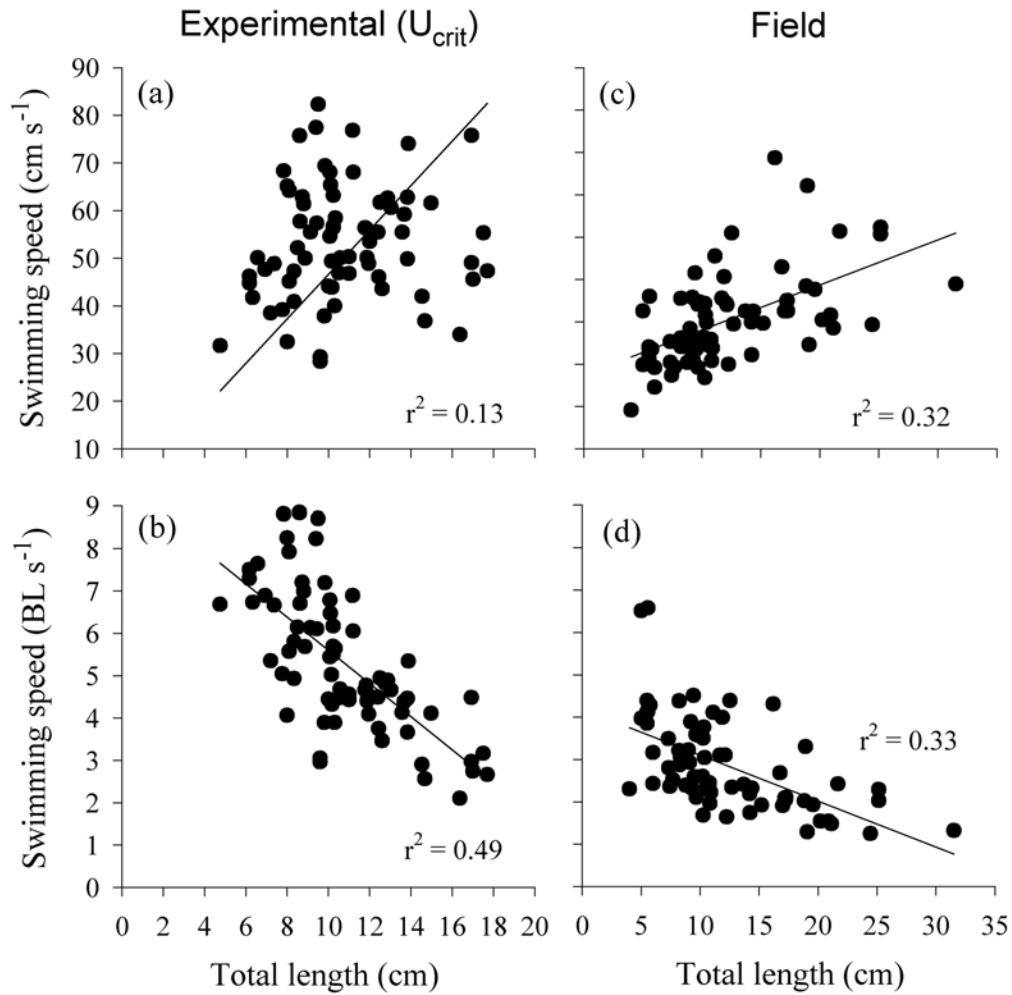 Experimental (Ucrit)
Field
Swimming speed (cm s-1)
90
80
70
60
50
40
30
20
10
(a)
r2 = 0.13
(c)
r2 = 0.32
Swimming speed (BL s-1)
9
8
7
6
5
4
3
2
1
0
(b)
r2 = 0.49
(d)
r2 = 0.33
0 2 4 6 8 10 12 14 16 18 20
0 5 10 15 20 25 30 35
Total length (cm)
Total length (cm)